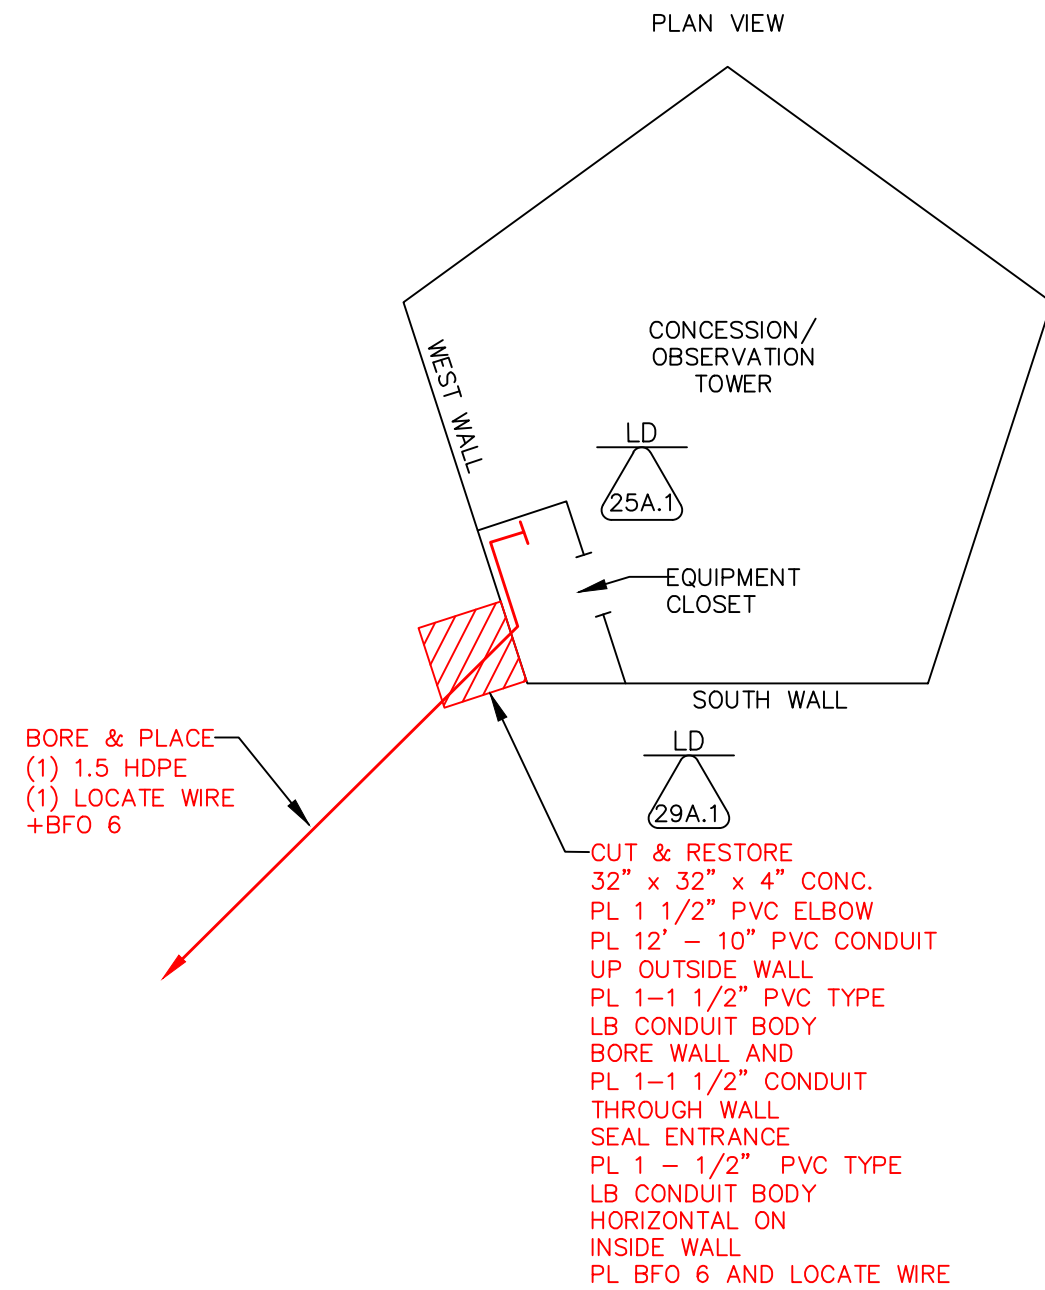 PLAN VIEW
CONCESSION/
OBSERVATION
TOWER
WEST WALL
LD
25A.1
EQUIPMENT
CLOSET
SOUTH WALL
LD
29A.1
BORE & PLACE
(1) 1.5 HDPE
(1) LOCATE WIRE
+BFO 6
CUT & RESTORE
32" x 32" x 4" CONC.
PL 1 1/2" PVC ELBOW
PL 12' – 10" PVC CONDUIT
UP OUTSIDE WALL
PL 1–1 1/2" PVC TYPE
LB CONDUIT BODY
BORE WALL AND
PL 1–1 1/2" CONDUIT
THROUGH WALL
SEAL ENTRANCE
PL 1 – 1/2" PVC TYPE
LB CONDUIT BODY
HORIZONTAL ON
INSIDE WALL
PL BFO 6 AND LOCATE WIRE